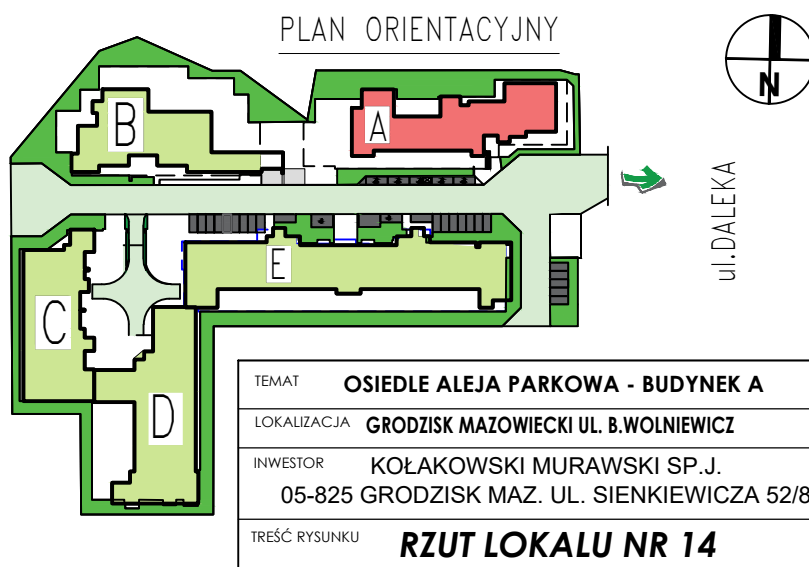 PLAN ORIENTACYJNY
N
B
A
ul.DALEKA
E
C
D
TEMAT OSIEDLE ALEJA PARKOWA - BUDYNEK A
LOKALIZACJA GRODZISK MAZOWIECKI UL. B.WOLNIEWICZ
INWESTOR KOŁAKOWSKI MURAWSKI SP.J.
05-825 GRODZISK MAZ. UL. SIENKIEWICZA 52/8
TREŚĆ RYSUNKU RZUT LOKALU NR 14